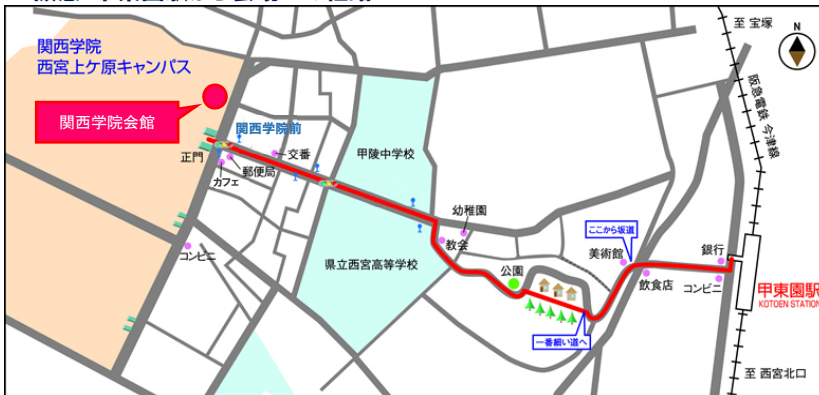 至 宝塚
N
関西学院
西宮上ケ原キャンパス
阪急電鉄 今津線
関西学院会館
関西学院前
正門
交番
郵便局
カフェ
甲陵中学校
幼稚園
教会
ここから坂道
美術館
銀行
コンビニ
県立西宮高等学校
公園
飲食店
コンビニ
甲東園駅
KOTOEN STATION
一番細い道へ
至 西宮北口